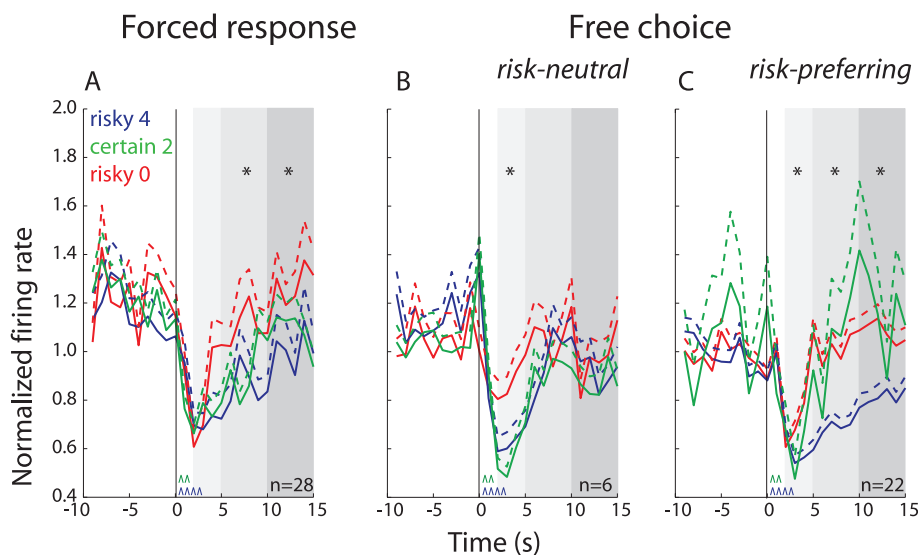 Forced response
Free choice
risk-neutral
risk-preferring
A
B
C
risky 4
certain 2
risky 0
Normalized firing rate
2.0
1.8
1.6
1.4
1.2
1.0
0.8
0.6
0.4
* *
*
* * *
n=28
n=6
n=22
-10 -5 0 5 10 15
-10 -5 0 5 10 15
-10 -5 0 5 10 15
Time (s)